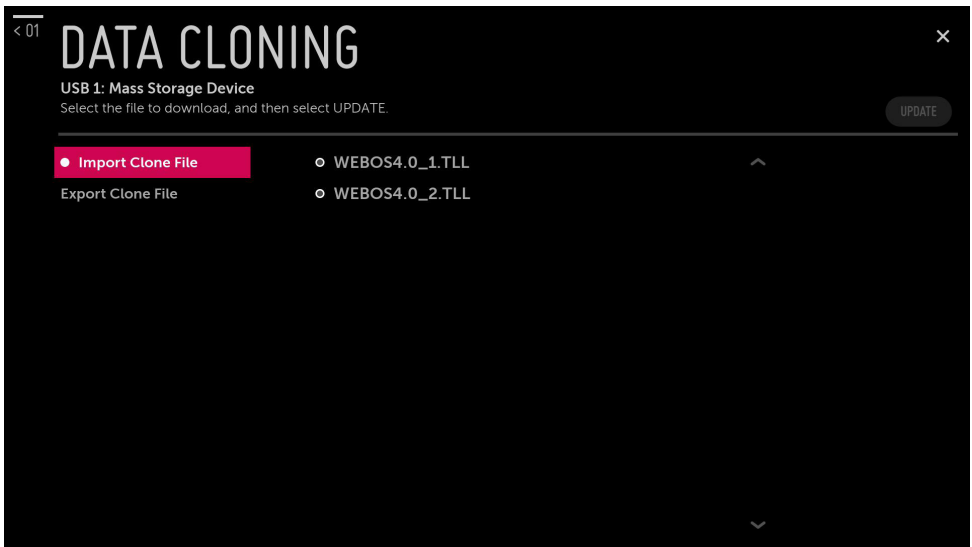 < 01
DATA CLONING
USB 1: Mass Storage Device
Select the file to download, and then select UPDATE.
UPDATE
Import Clone File
WEBOS4.0_1.TLL
Export Clone File
WEBOS4.0_2.TLL